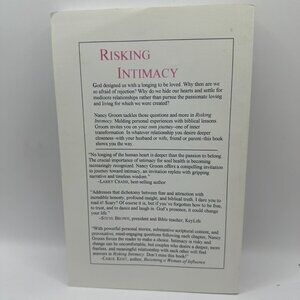 RISKING
INTIMACY
God designed us with a longing to be loved. Why then are we
so afraid of rejection? Why do we hide our hearts and settle for
mediocre relationships rather than pursue the passionate loving
and living for which we were created?
Nancy Groom tackles those questions and more in Risking
Intimacy. Melding personal experiences with biblical lessons,
Groom invites you on your own journey—one of inner
transformation. In whatever relationship you desire deeper
closeness—with your husband or wife, friend or parent—this book
shows you the way.
"No longing of the human heart is deeper than the passion to belong.
The crucial importance of intimacy for soul health is becoming
increasingly recognized. Nancy Groom offers a compelling invitation
to journey toward intimacy, an invitation replete with gripping
narrative and timeless wisdom."
—LARRY CRABB, best-selling author
"Addresses that dichotomy between fear and attraction with
incredible honesty, profound insight, and biblical truth. I dare you to
read it! Scary? Of course it is, but if you've forgotten how to be free,
to trust, and to dance and laugh in God's presence, it could change
your life."
—STEVE BROWN, president and Bible teacher, KeyLife
"With powerful personal stories, substantive scriptural content, and
provocative, mind-engaging questions following each chapter, Nancy
Groom forces the reader to make a choice. Intimacy is risky, and
change can be uncomfortable, but couples who desire a deeper, more
fearless, and meaningful relationship with each other will find
answers in Risking Intimacy. Don't miss this book!"
—CAROL KENT, author, Becoming a Woman of Influence